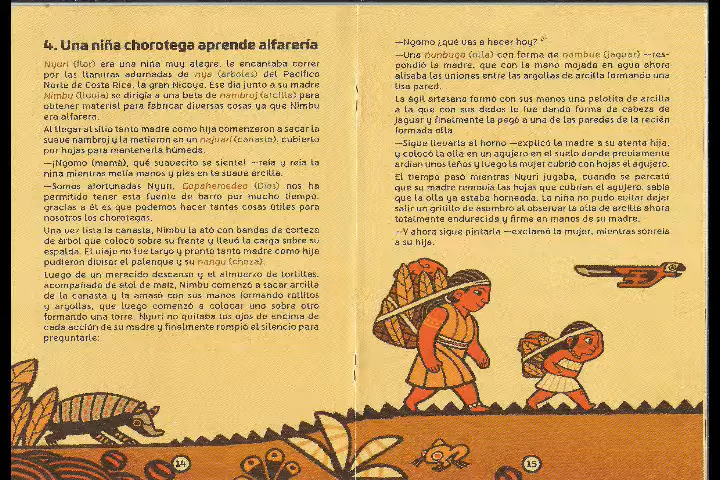 4. Una niña chorotega aprende alfarería
Nyuri (flor) era una niña muy alegre, le encantaba correr
por las llanuras adornadas de nya (árboles) del Pacífico
Norte de Costa Rica, la gran Nicoya. Ese día junto a su madre
Nimbu (lluvia) se dirigía a una beta de nambroj (arcilla) para
obtener material para fabricar diversas cosas ya que Nimbu
era alfarera.
Al llegar al sitio tanto madre como hija comenzaron a sacar la
suave nambroj y la metieron en un (canasto), cubierto
por hojas para mantenerla húmeda.
—¡Ngomo (mamá), qué suavecito se siente! —reía y reía la
niña mientras metía manos y pies en la suave arcilla.
—Somos afortunadas Nyuri, (Dios) nos ha
permitido tener esta fuente de barro por mucho tiempo,
gracias a él es que podemos hacer tantas cosas útiles para
nosotros los chorotegas.
Una vez lista la canasta, Nimbu la ató con bandas de corteza
de árbol que colocó sobre su frente y llevó la carga sobre su
espalda. El viaje no fue largo y pronto tanto madre como hija
pudieron divisar el palenque y su nangu (choza).
Luego de un merecido descanso y el almuerzo de tortillas,
acompañado de atol de maíz, Nimbu comenzó a sacar arcilla
de la canasta y la amasó con sus manos formando rollitos
y argollas, que luego comenzó a colocar uno sobre otro
formando una torre. Nyuri no quitaba los ojos de encima de
cada acción de su madre y finalmente rompió el silencio para
preguntarle:
14
—Ngomo ¿qué vas a hacer hoy?
—Una nunbuga (olla) con forma de nambue (jaguar) —res-
pondió la madre, que con la mano mojada en agua ahora
alisaba las uniones entre las argollas de arcilla formando una
lisa pared.
La ágil artesana formó con sus manos una pelotita de arcilla
a la que con sus dedos le fue dando forma de cabeza de
jaguar y finalmente la pegó a una de las paredes de la recién
formada olla.
—Sigue llevarla al horno —explicó la madre a su atenta hija,
y colocó la olla en un agujero en el suelo donde previamente
ardían unos leños y luego la mujer cubrió con hojas el agujero.
El tiempo pasó mientras Nyuri jugaba, cuando se percató
que su madre removía las hojas que cubrían el agujero, sabía
que la olla ya estaba horneada. La niña no pudo evitar dejar
salir un gritillo de asombro al observar la olla de arcilla ahora
totalmente endurecida y firme en manos de su madre.
—Y ahora sigue pintarla —exclamó la mujer, mientras sonreía
a su hija.
15